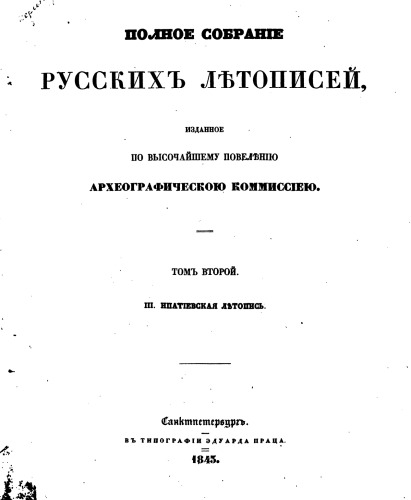 ПОЛНОЕ СОБРАНІЕ
РУССКИХЪ ЛѢТОПИСЕЙ,
ИЗДАННОЕ
ПО ВЫСОЧАЙШЕМУ ПОВЕЛѢНІЮ
АРХЕОГРАФИЧЕСКОЮ КОММИССІЕЮ.
ТОМЪ ВТОРОЙ.
III. ИПАТІЕВСКАЯ ЛѢТОПИСЬ.
Санктпетербургъ.
ВЪ ТИПОГРАФІИ ЭДУАРДА ПРАЦА.
1843.